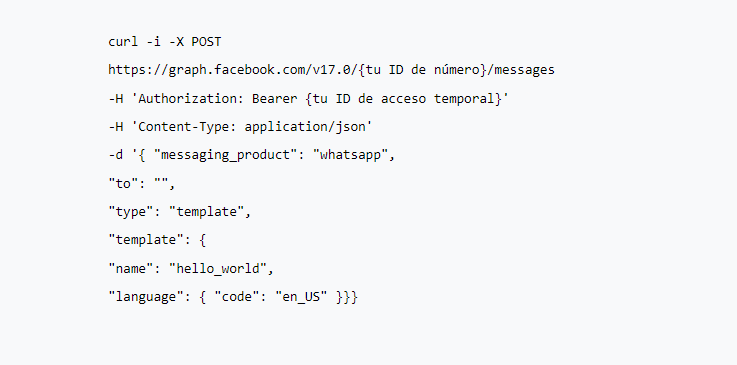 curl -i -X POST
https://graph.facebook.com/v17.0/{tu ID de número}/messages
-H 'Authorization: Bearer {tu ID de acceso temporal}'
-H 'Content-Type: application/json'
-d '{ "messaging_product": "whatsapp",
"to": "",
"type": "template",
"template": {
"name": "hello_world",
"language": { "code": "en_US" }}}